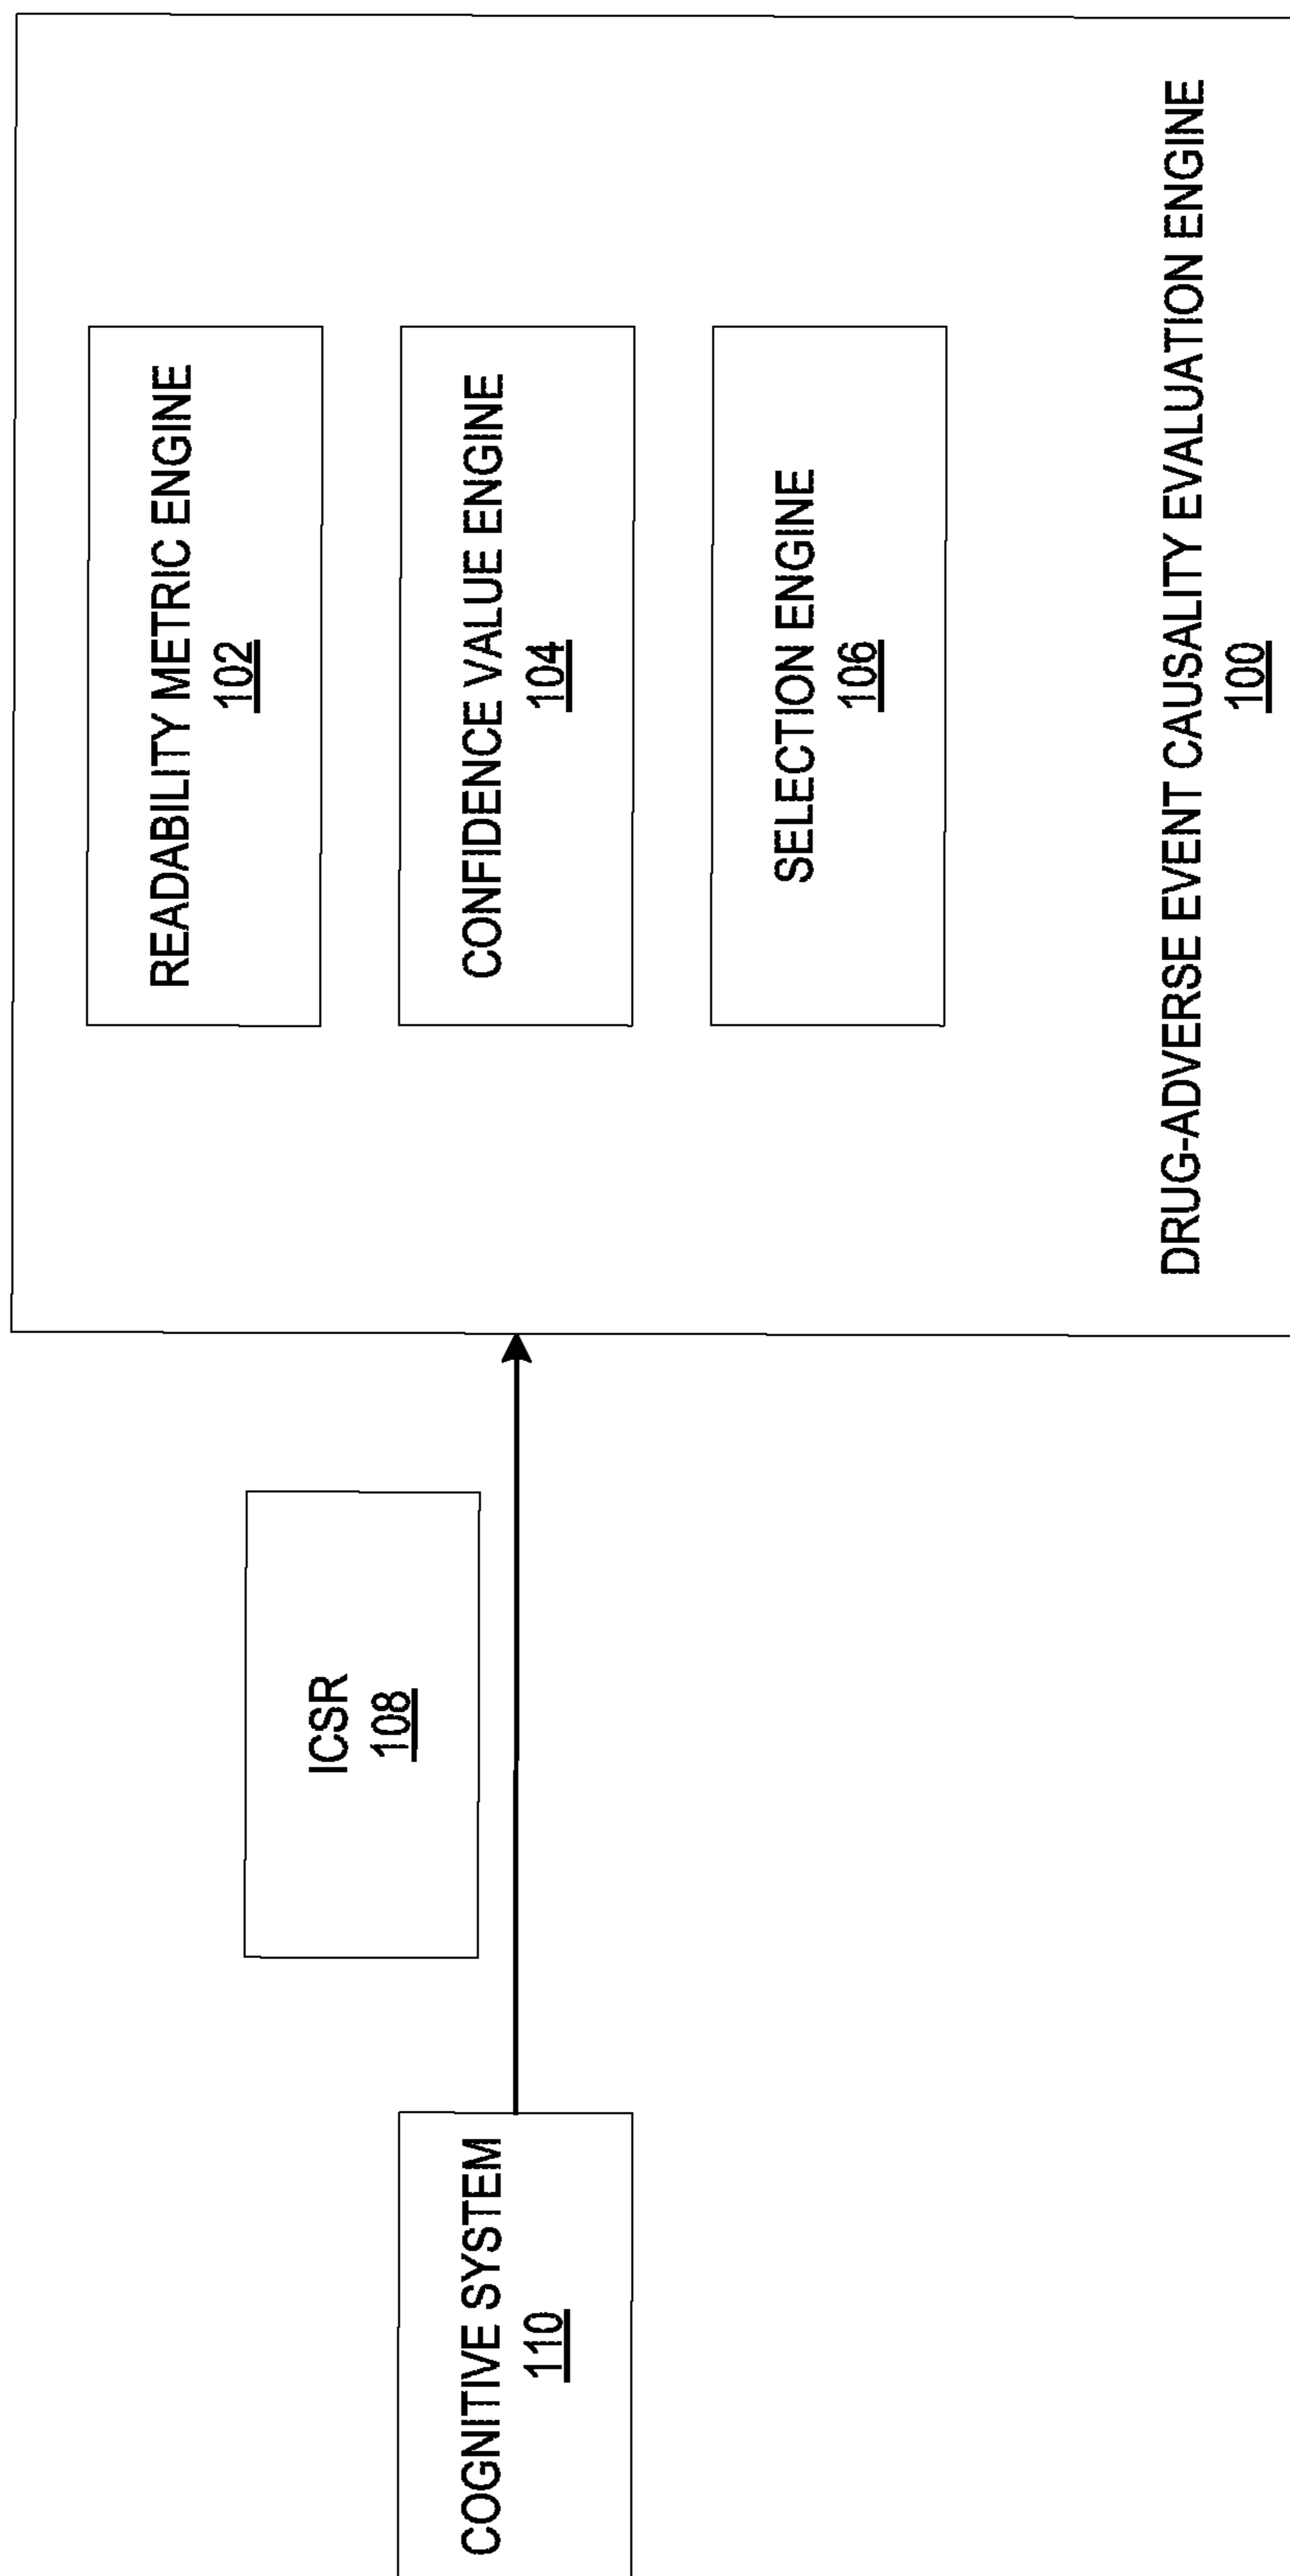 COGNITIVE SYSTEM
110
ICSR
108
READABILITY METRIC ENGINE
102
CONFIDENCE VALUE ENGINE
104
SELECTION ENGINE
106
DRUG-ADVERSE EVENT CAUSALITY EVALUATION ENGINE
100